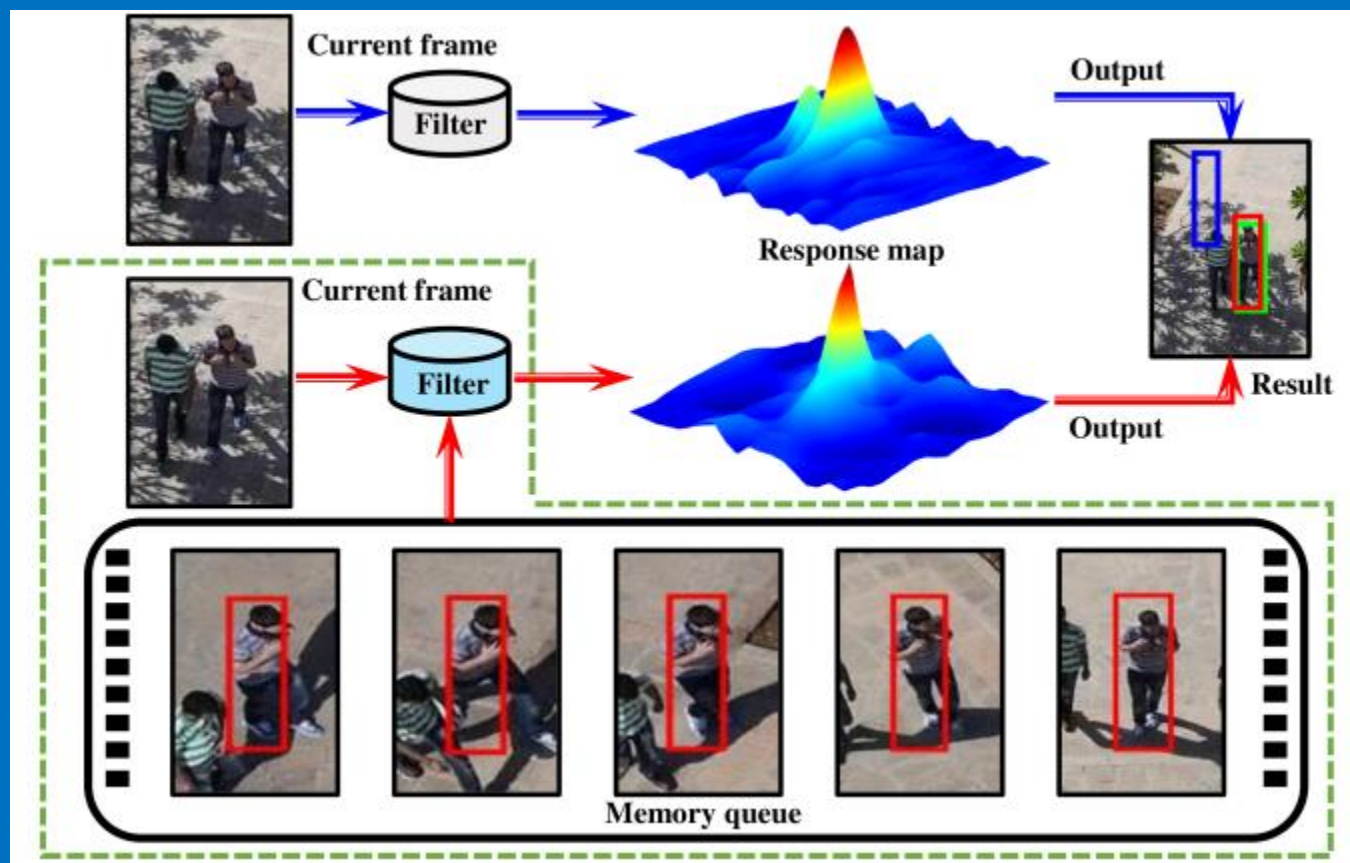 Current frame
Filter
Output
Response map
Current frame
Filter
Output
Result
Memory queue